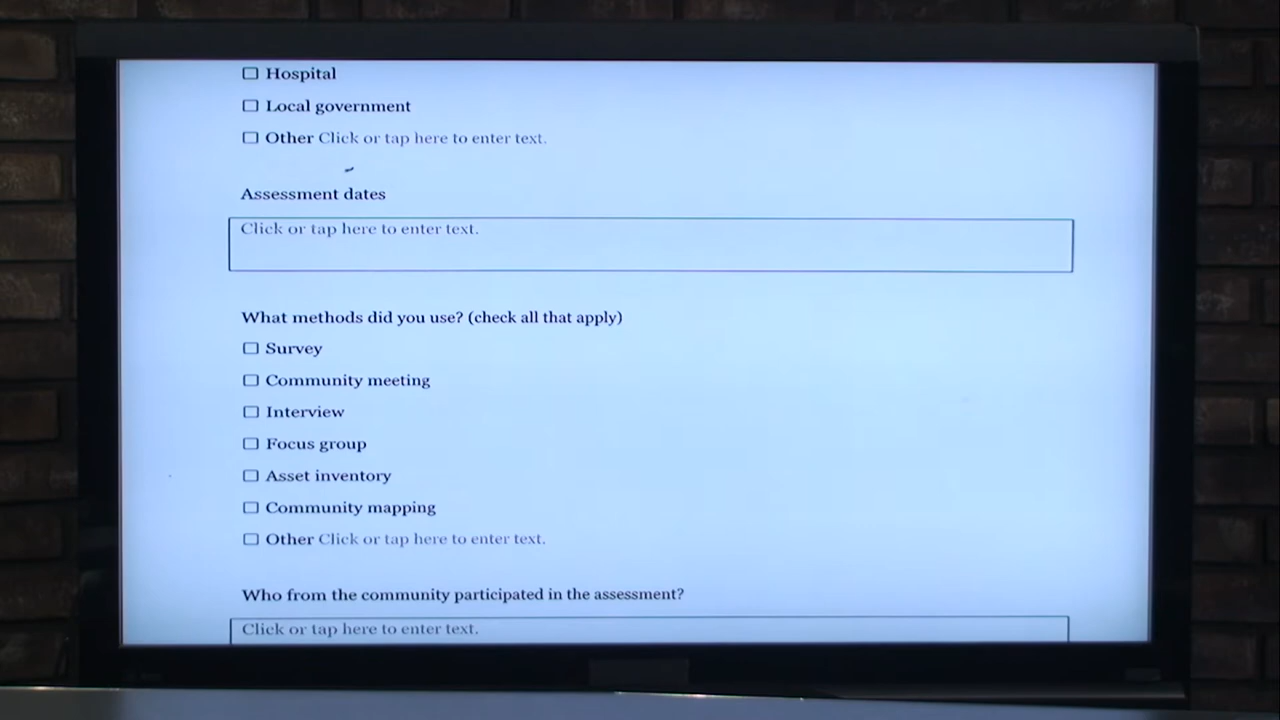 ☐ Hospital
☐ Local government
☐ Other Click or tap here to enter text.
Assessment dates
Click or tap here to enter text.
What methods did you use? (check all that apply)
☐ Survey
☐ Community meeting
☐ Interview
☐ Focus group
☐ Asset inventory
☐ Community mapping
☐ Other Click or tap here to enter text.
Who from the community participated in the assessment?
Click or tap here to enter text.